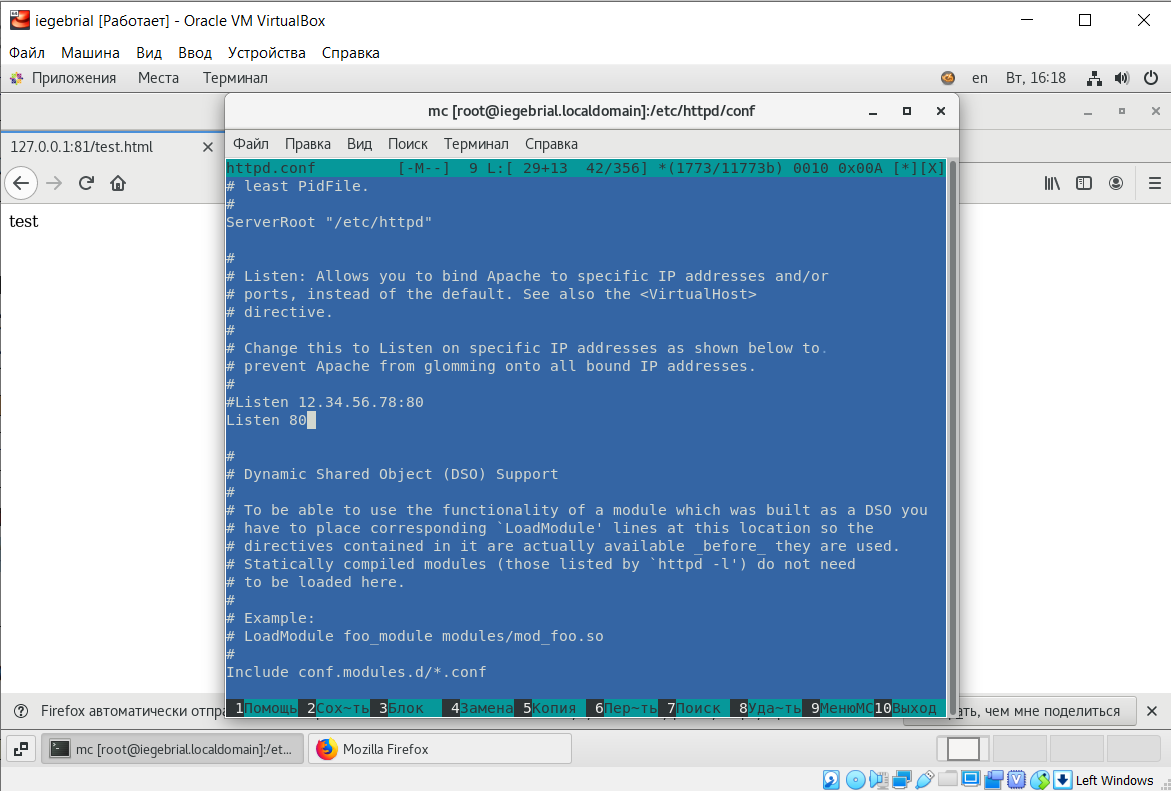 iegebrial [Работает] - Oracle VM VirtualBox
Файл Машина Вид Ввод Устройства Справка
Приложения Места Терминал en Вт, 16:18
mc [root@iegebrial.localdomain]:/etc/httpd/conf
127.0.0.1:81/test.html
Файл Правка Вид Поиск Терминал Справка
test
httpd.conf [-M--] 9 L:[ 29+13 42/356] *(1773/11773b) 0010 0x00A [*][X]
# least PidFile.
#
ServerRoot "/etc/httpd"
#
# Listen: Allows you to bind Apache to specific IP addresses and/or
# ports, instead of the default. See also the <VirtualHost>
# directive.
#
# Change this to Listen on specific IP addresses as shown below to.
# prevent Apache from glomming onto all bound IP addresses.
#
#Listen 12.34.56.78:80
Listen 80
#
# Dynamic Shared Object (DSO) Support
#
# To be able to use the functionality of a module which was built as a DSO you
# have to place corresponding `LoadModule' lines at this location so the
# directives contained in it are actually available _before_ they are used.
# Statically compiled modules (those listed by `httpd -l') do not need
# to be loaded here.
#
# Example:
# LoadModule foo_module modules/mod_foo.so
#
Include conf.modules.d/*.conf
1Помощь 2Сох~ть 3Блок 4Замена 5Копия 6Пер~ть 7Поиск 8Уда~ть 9МенюMC 10Выход
Firefox автоматически отпра ть, чем мне поделиться
mc [root@iegebrial.localdomain]:/et... Mozilla Firefox
Left Windows